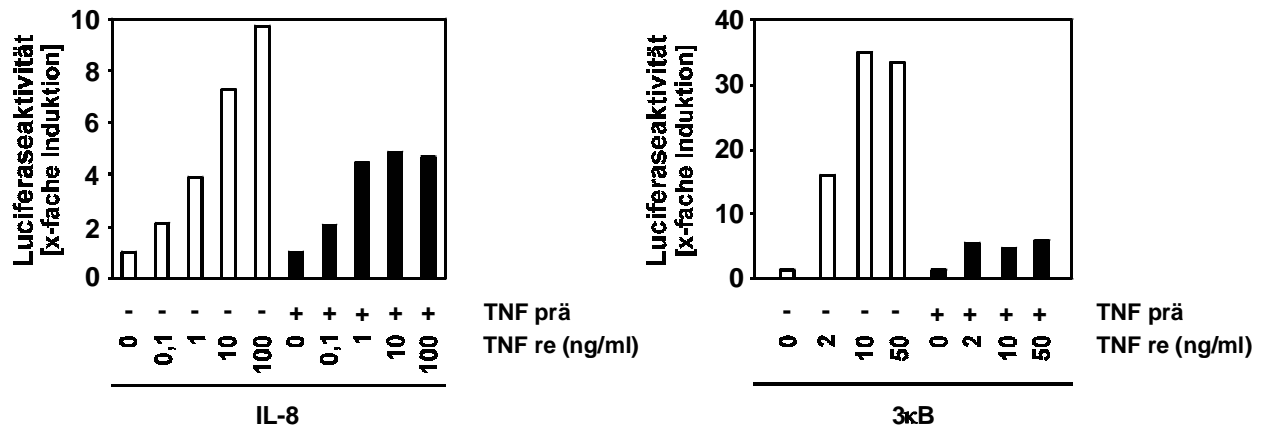 Luciferaseaktivität
[x-fache Induktion]
10
8
6
4
2
0
- - - - - + + + + + TNF prä
0 0,1 1 10 100 0 0,1 1 10 100 TNF re (ng/ml)
IL-8
Luciferaseaktivität
[x-fache Induktion]
40
30
20
10
0
- - - - + + + + TNF prä
0 2 10 50 0 2 10 50 TNF re (ng/ml)
3κB